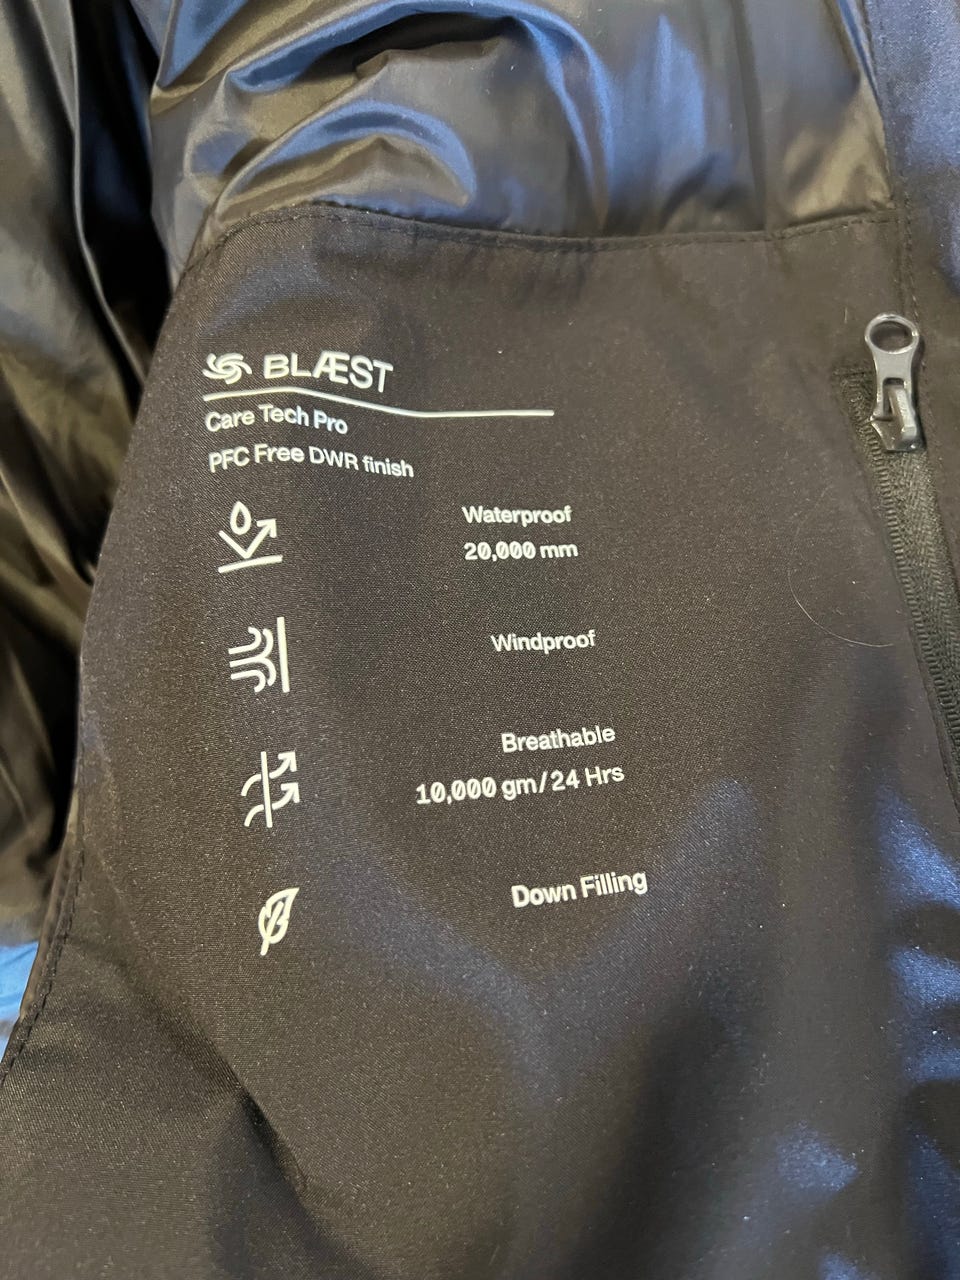 BLÆST
Care Tech Pro
PFC Free DWR finish
Waterproof
20,000 mm
Windproof
Breathable
10,000 gm/24 Hrs
Down Filling